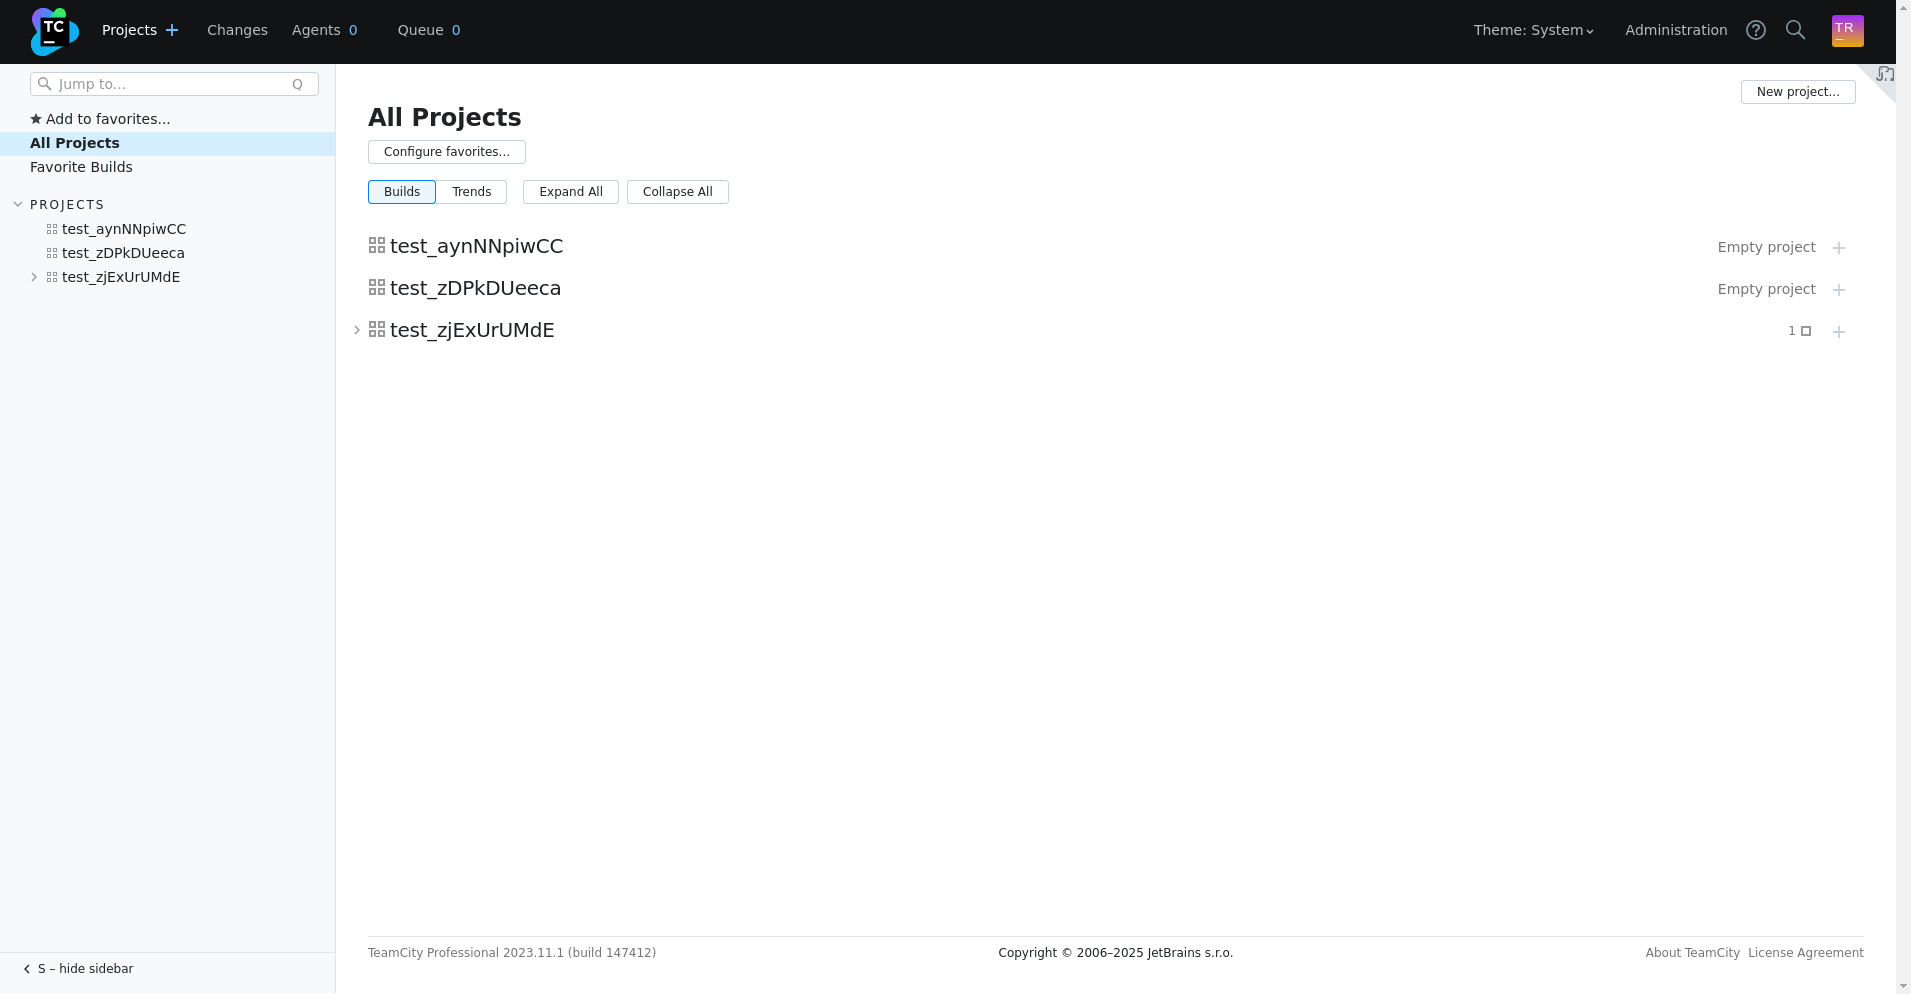 TC
Projects
Changes
Agents 0
Queue 0
Theme: System
Administration
TR
Jump to...
Q
Add to favorites...
All Projects
Favorite Builds
PROJECTS
test_aynNNpiwCC
test_zDPkDUeeca
test_zjExUrUMdE
S – hide sidebar
New project...
All Projects
Configure favorites...
Builds Trends Expand All Collapse All
test_aynNNpiwCC Empty project
test_zDPkDUeeca Empty project
test_zjExUrUMdE 1
TeamCity Professional 2023.11.1 (build 147412) Copyright © 2006–2025 JetBrains s.r.o. About TeamCity License Agreement